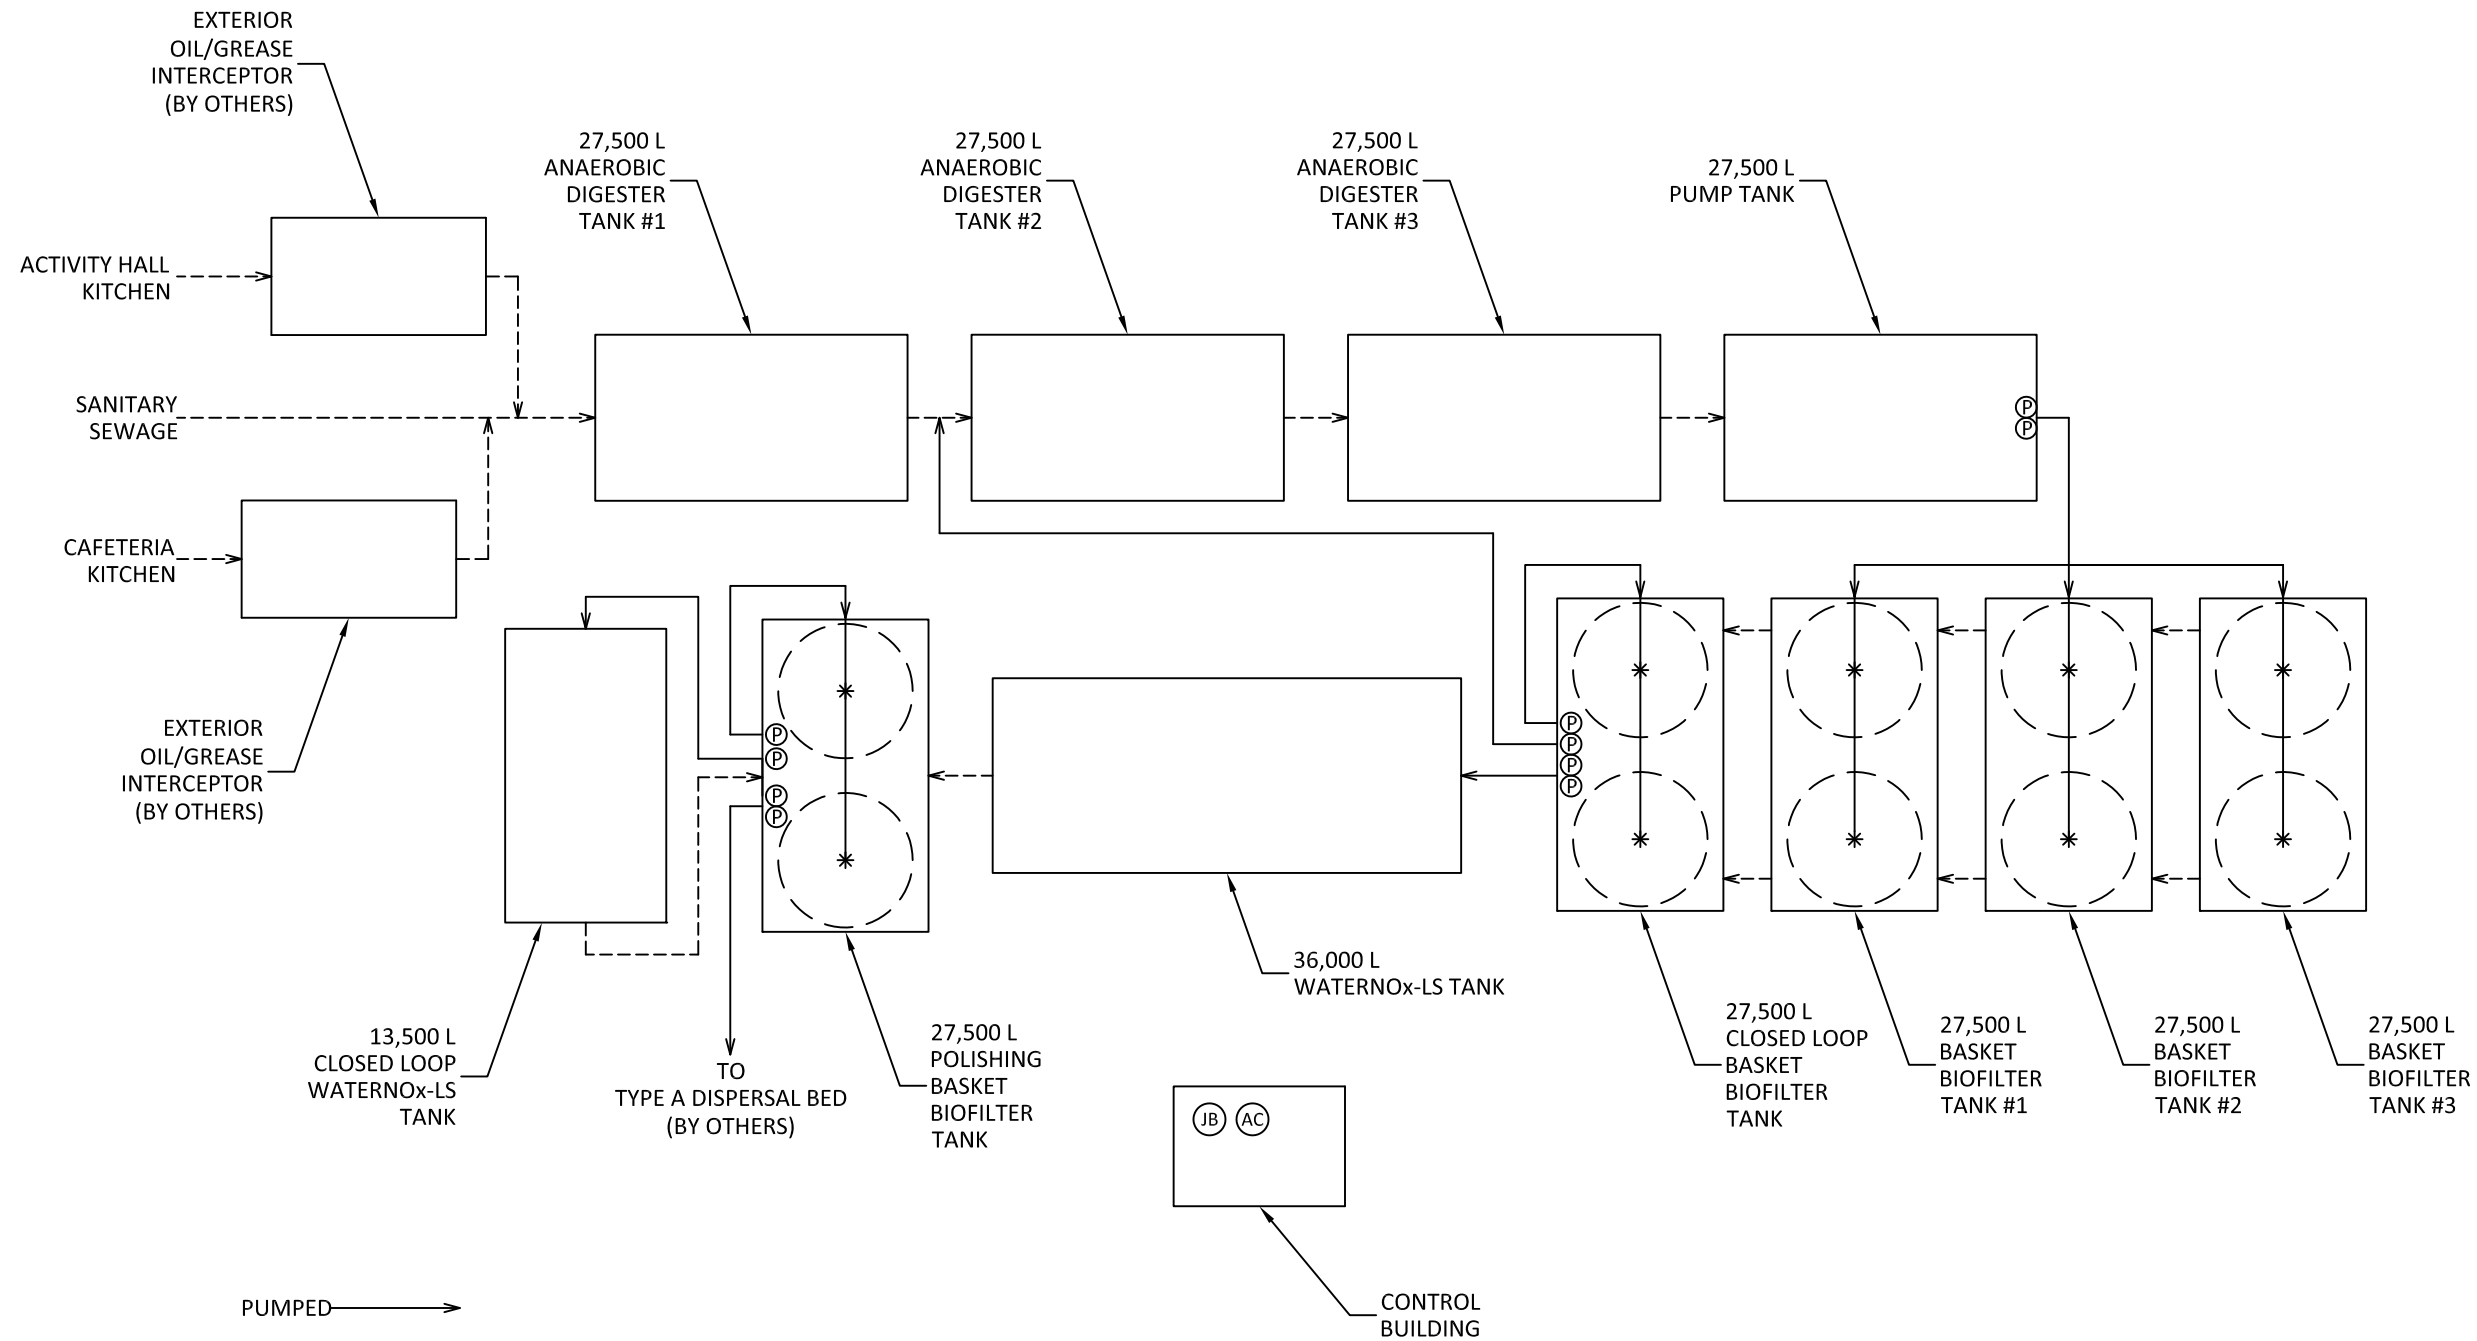 EXTERIOR
OIL/GREASE
INTERCEPTOR
(BY OTHERS)
27,500 L
ANAEROBIC
DIGESTER
TANK #1
27,500 L
ANAEROBIC
DIGESTER
TANK #2
27,500 L
ANAEROBIC
DIGESTER
TANK #3
27,500 L
PUMP TANK
ACTIVITY HALL
KITCHEN
SANITARY
SEWAGE
P
P
CAFETERIA
KITCHEN
EXTERIOR
OIL/GREASE
INTERCEPTOR
(BY OTHERS)
P
P
P
P
P
P
P
P
36,000 L
WATERNOx-LS TANK
13,500 L
CLOSED LOOP
WATERNOx-LS
TANK
TO
TYPE A DISPERSAL BED
(BY OTHERS)
27,500 L
POLISHING
BASKET
BIOFILTER
TANK
27,500 L
CLOSED LOOP
BASKET
BIOFILTER
TANK
27,500 L
BASKET
BIOFILTER
TANK #1
27,500 L
BASKET
BIOFILTER
TANK #2
27,500 L
BASKET
BIOFILTER
TANK #3
JB AC
CONTROL
BUILDING
PUMPED